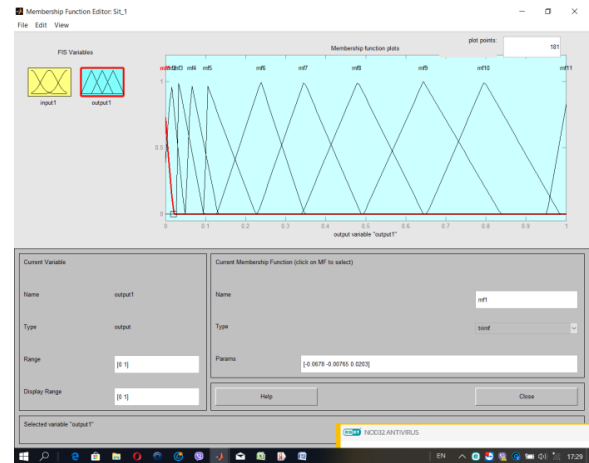 Membership Function Editor: Sit_1
File Edit View
FIS Variables
Membership function plots
plot points:
181
input1
output1
mf3 mf4 mf5 mf6 mf7 mf8 mf9 mf10 mf11
1
0.5
0
0 0.1 0.2 0.3 0.4 0.5 0.6 0.7 0.8 0.9 1
output variable "output1"
Current Variable
Name output1
Type output
Range [0 1]
Display Range [0 1]
Current Membership Function (click on MF to select)
Name mf1
Type trimf
Params [-0.0678 -0.00765 0.0203]
Help
Close
Selected variable "output1"
eset NOD32 ANTIVIRUS
EN
17:29